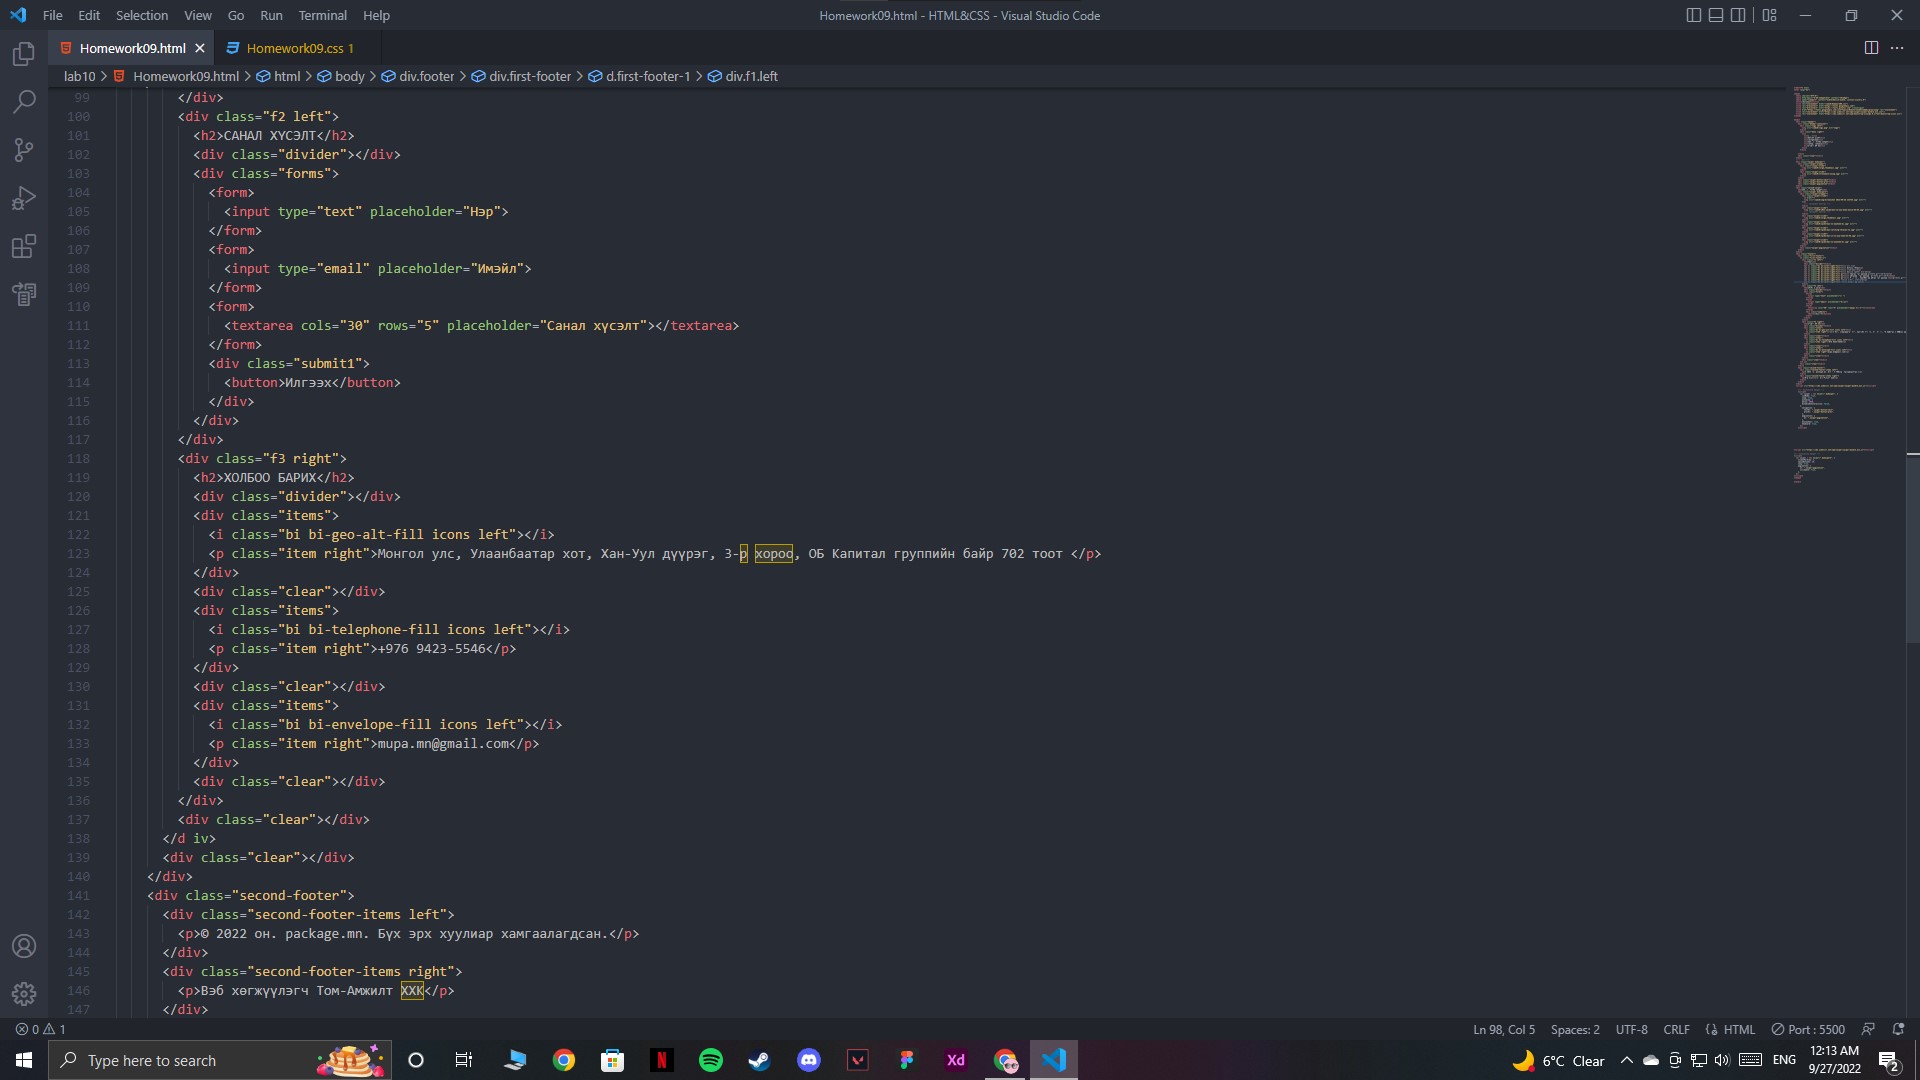 File Edit Selection View Go Run Terminal Help
Homework09.html - HTML&CSS - Visual Studio Code
Homework09.html
Homework09.css 1
lab10 > Homework09.html > html > body > div.footer > div.first-footer > d.first-footer-1 > div.f1.left
99 </div>
100 <div class="f2 left">
101 <h2>САНАЛ ХҮСЭЛТ</h2>
102 <div class="divider"></div>
103 <div class="forms">
104 <form>
105 <input type="text" placeholder="Нэр">
106 </form>
107 <form>
108 <input type="email" placeholder="Имэйл">
109 </form>
110 <form>
111 <textarea cols="30" rows="5" placeholder="Санал хүсэлт"></textarea>
112 </form>
113 <div class="submit1">
114 <button>Илгээх</button>
115 </div>
116 </div>
117 </div>
118 <div class="f3 right">
119 <h2>ХОЛБОО БАРИХ</h2>
120 <div class="divider"></div>
121 <div class="items">
122 <i class="bi bi-geo-alt-fill icons left"></i>
123 <p class="item right">Монгол улс, Улаанбаатар хот, Хан-Уул дүүрэг, 3-р хороо, ОБ Капитал группийн байр 702 тоот </p>
124 </div>
125 <div class="clear"></div>
126 <div class="items">
127 <i class="bi bi-telephone-fill icons left"></i>
128 <p class="item right">+976 9423-5546</p>
129 </div>
130 <div class="clear"></div>
131 <div class="items">
132 <i class="bi bi-envelope-fill icons left"></i>
133 <p class="item right">mupa.mn@gmail.com</p>
134 </div>
135 <div class="clear"></div>
136 </div>
137 <div class="clear"></div>
138 </d iv>
139 <div class="clear"></div>
140 </div>
141 <div class="second-footer">
142 <div class="second-footer-items left">
143 <p>© 2022 он. package.mn. Бүх эрх хуулиар хамгаалагдсан.</p>
144 </div>
145 <div class="second-footer-items right">
146 <p>Вэб хөгжүүлэгч Том-Амжилт ХХК</p>
147 </div>
0 1
Ln 98, Col 5 Spaces: 2 UTF-8 CRLF HTML Port : 5500
Type here to search
N
Xd
6°C Clear
ENG
12:13 AM
9/27/2022
2